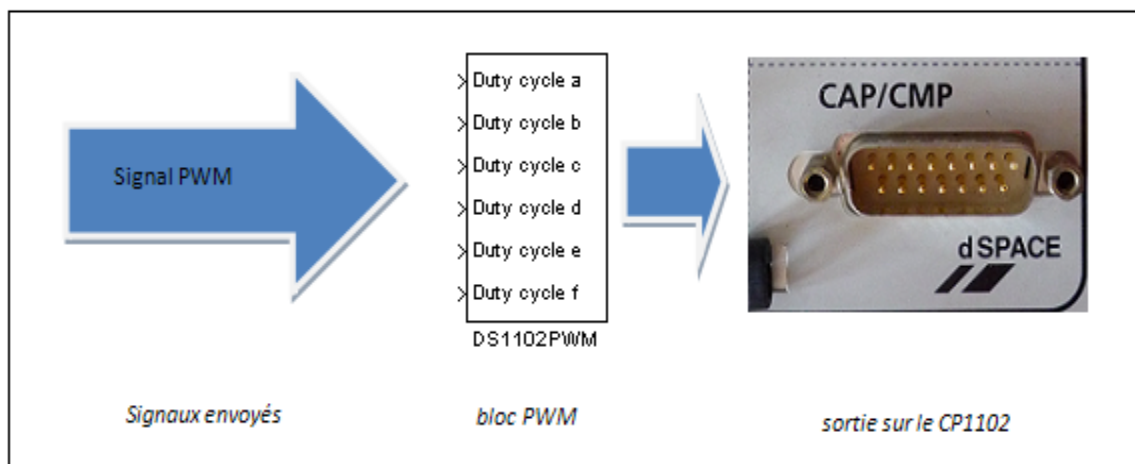 Signal PWM
Duty cycle a
Duty cycle b
Duty cycle c
Duty cycle d
Duty cycle e
Duty cycle f
DS1102PWM
CAP/CMP
dSPACE
Signaux envoyés
bloc PWM
sortie sur le CP1102